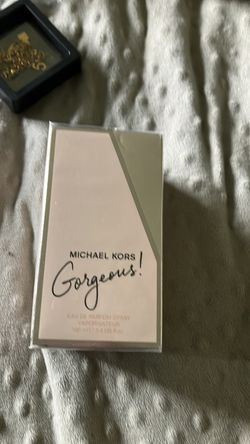 MICHAEL KORS
Gorgeous!
EAU DE PARFUM SPRAY
VAPORISATEUR